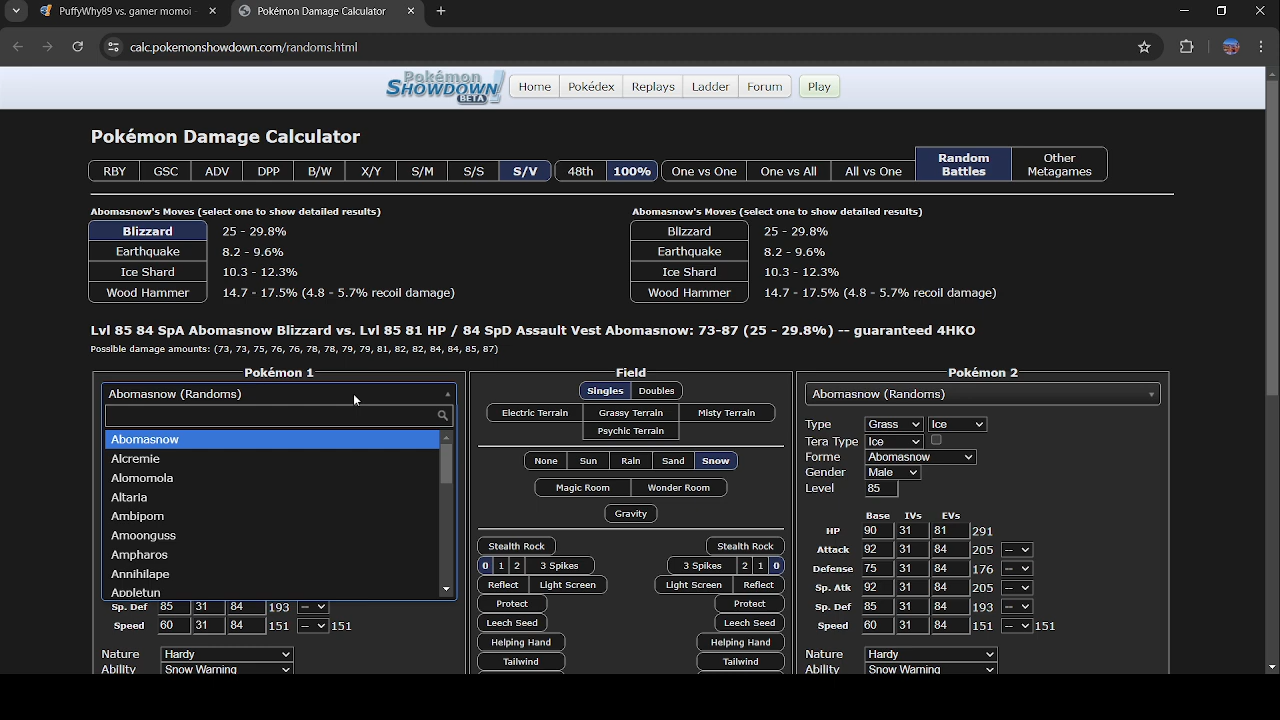 PuffyWhy89 vs. gamer momoi
Pokémon Damage Calculator
calc.pokemonshowdown.com/randoms.html
Pokémon SHOWDOWN! BETA
Home Pokédex Replays Ladder Forum Play
Pokémon Damage Calculator
RBY GSC ADV DPP B/W X/Y S/M S/S S/V 48th 100% One vs One One vs All All vs One Random Battles Other Metagames
Abomasnow's Moves (select one to show detailed results) Abomasnow's Moves (select one to show detailed results)
Blizzard 25 - 29.8% Blizzard 25 - 29.8%
Earthquake 8.2 - 9.6% Earthquake 8.2 - 9.6%
Ice Shard 10.3 - 12.3% Ice Shard 10.3 - 12.3%
Wood Hammer 14.7 - 17.5% (4.8 - 5.7% recoil damage) Wood Hammer 14.7 - 17.5% (4.8 - 5.7% recoil damage)
Lvl 85 84 SpA Abomasnow Blizzard vs. Lvl 85 81 HP / 84 SpD Assault Vest Abomasnow: 73-87 (25 - 29.8%) -- guaranteed 4HKO
Possible damage amounts: (73, 73, 75, 76, 76, 78, 78, 79, 79, 81, 82, 82, 84, 84, 85, 87)
Pokémon 1
Abomasnow (Randoms)
Abomasnow
Alcremie
Alomomola
Altaria
Ambipom
Amoonguss
Ampharos
Annihilape
Appletun
Sp. Def 85 31 84 193 --
Speed 60 31 84 151 -- 151
Nature Hardy
Ability Snow Warning
Field
Singles Doubles
Electric Terrain Grassy Terrain Misty Terrain
Psychic Terrain
None Sun Rain Sand Snow
Magic Room Wonder Room
Gravity
Stealth Rock Stealth Rock
0 1 2 3 Spikes 3 Spikes 2 1 0
Reflect Light Screen Light Screen Reflect
Protect Protect
Leech Seed Leech Seed
Helping Hand Helping Hand
Tailwind Tailwind
Pokémon 2
Abomasnow (Randoms)
Type Grass Ice
Tera Type Ice
Forme Abomasnow
Gender Male
Level 85
Base IVs EVs
HP 90 31 81 291
Attack 92 31 84 205 --
Defense 75 31 84 176 --
Sp. Atk 92 31 84 205 --
Sp. Def 85 31 84 193 --
Speed 60 31 84 151 -- 151
Nature Hardy
Ability Snow Warning